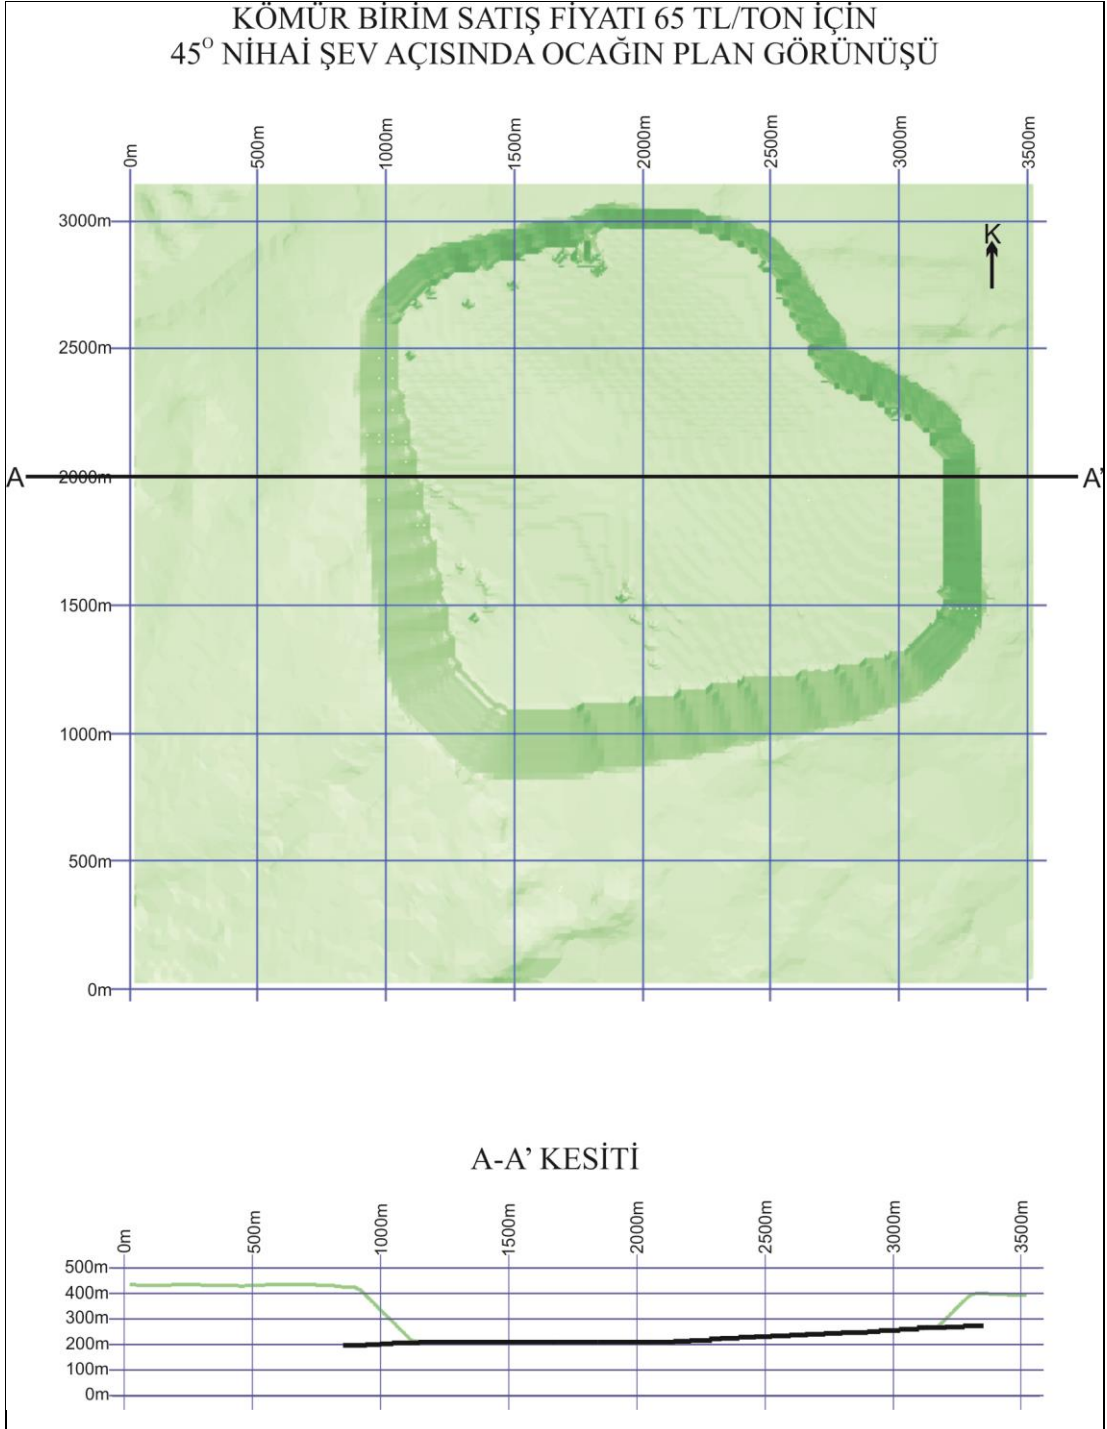 KÖMÜR BİRİM SATIŞ FİYATI 65 TL/TON İÇİN
45° NİHAİ ŞEV AÇISINDA OCAĞIN PLAN GÖRÜNÜŞÜ
0m 500m 1000m 1500m 2000m 2500m 3000m 3500m
3000m
K
2500m
A 2000m A'
1500m
1000m
500m
0m
A-A' KESİTİ
0m 500m 1000m 1500m 2000m 2500m 3000m 3500m
500m
400m
300m
200m
100m
0m